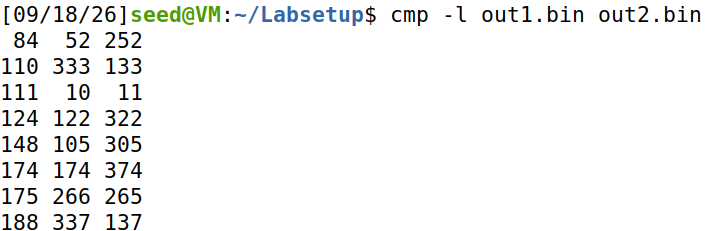 [09/18/26]seed@VM:~/Labsetup$ cmp -l out1.bin out2.bin
 84  52 252
110 333 133
111  10  11
124 122 322
148 105 305
174 174 374
175 266 265
188 337 137